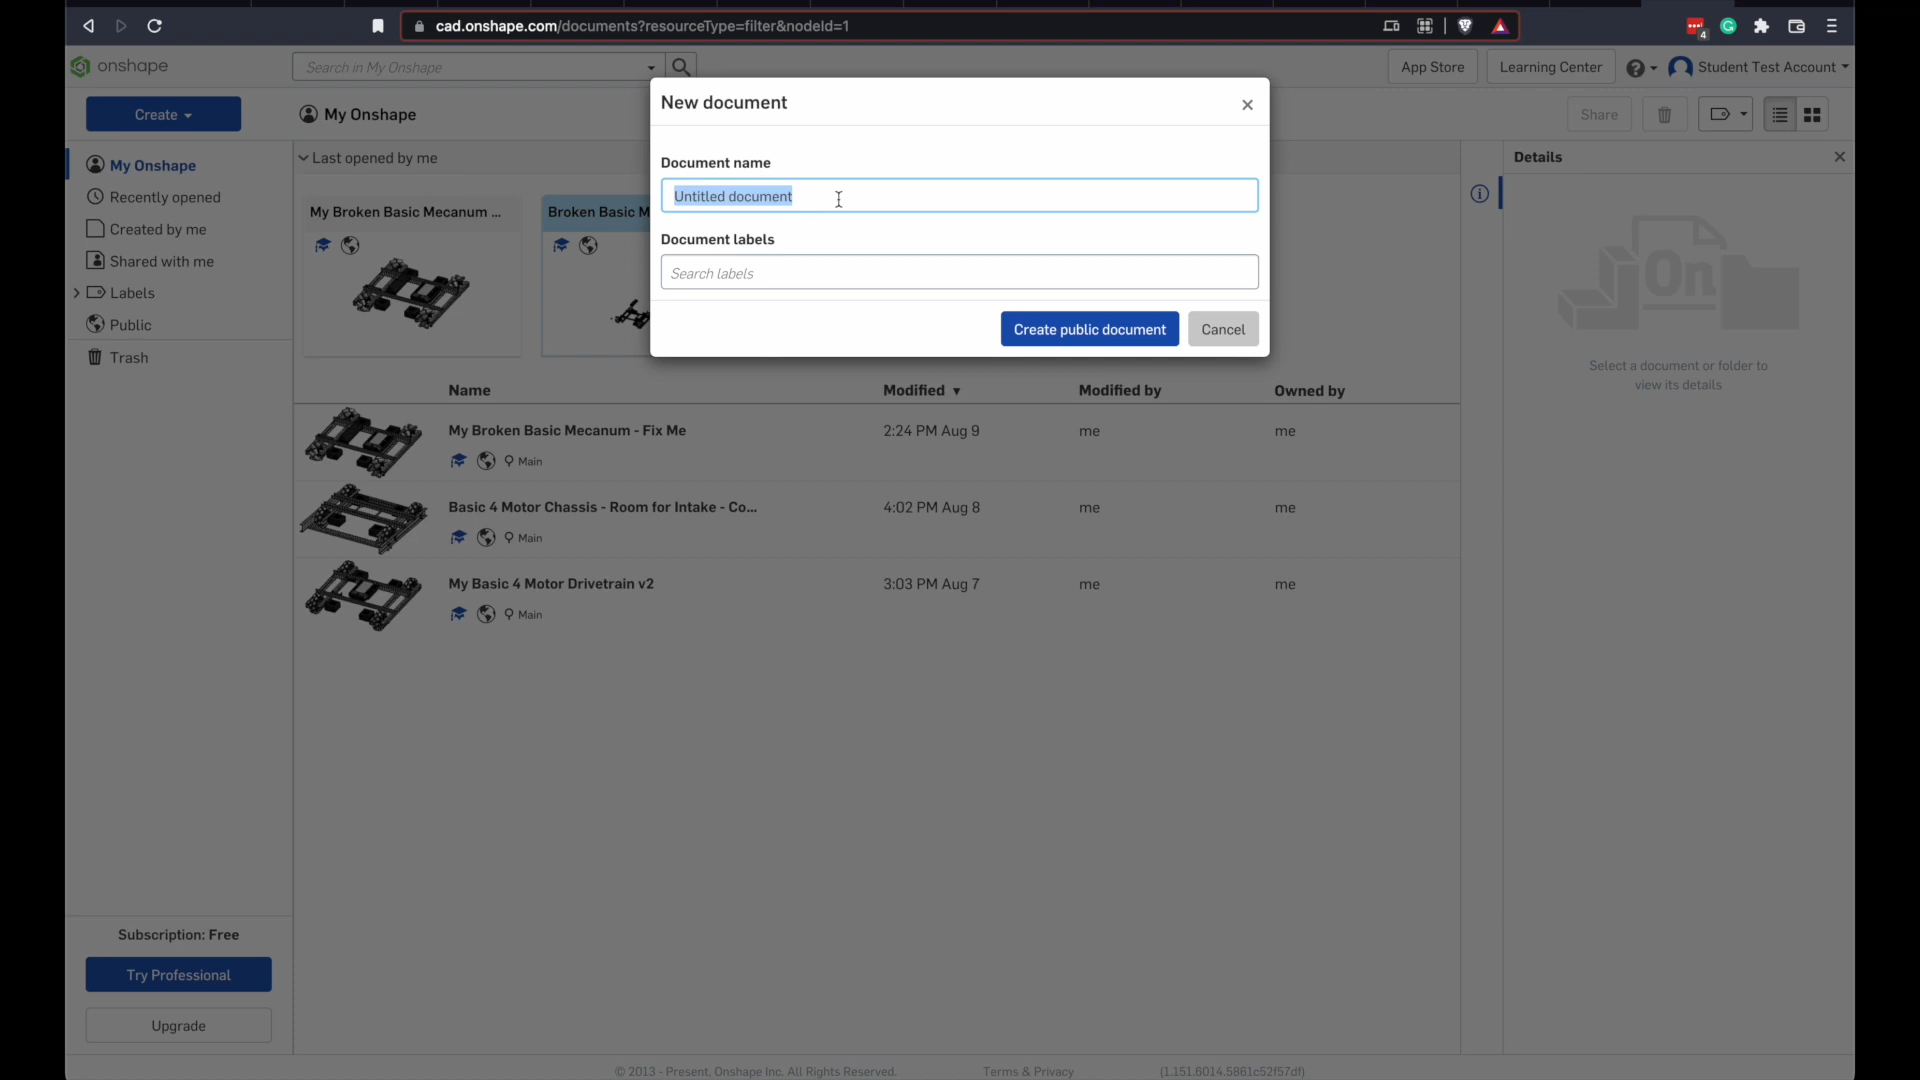 cad.onshape.com/documents?resourceType=filter&nodeId=1
4
onshape
Search in My Onshape
App Store
Learning Center
Student Test Account
Create
My Onshape
Share
New document
Document name
Untitled document
Document labels
Search labels
Create public document
Cancel
My Onshape
Recently opened
Created by me
Shared with me
Labels
Public
Trash
Last opened by me
My Broken Basic Mecanum ...
Broken Basic M
Details
On
Select a document or folder to
view its details
Name Modified Modified by Owned by
My Broken Basic Mecanum - Fix Me 2:24 PM Aug 9 me me
Main
Basic 4 Motor Chassis - Room for Intake - Co... 4:02 PM Aug 8 me me
Main
My Basic 4 Motor Drivetrain v2 3:03 PM Aug 7 me me
Main
Subscription: Free
Try Professional
Upgrade
© 2013 - Present, Onshape Inc. All Rights Reserved. Terms & Privacy (1.151.6014.5861c52f57df)